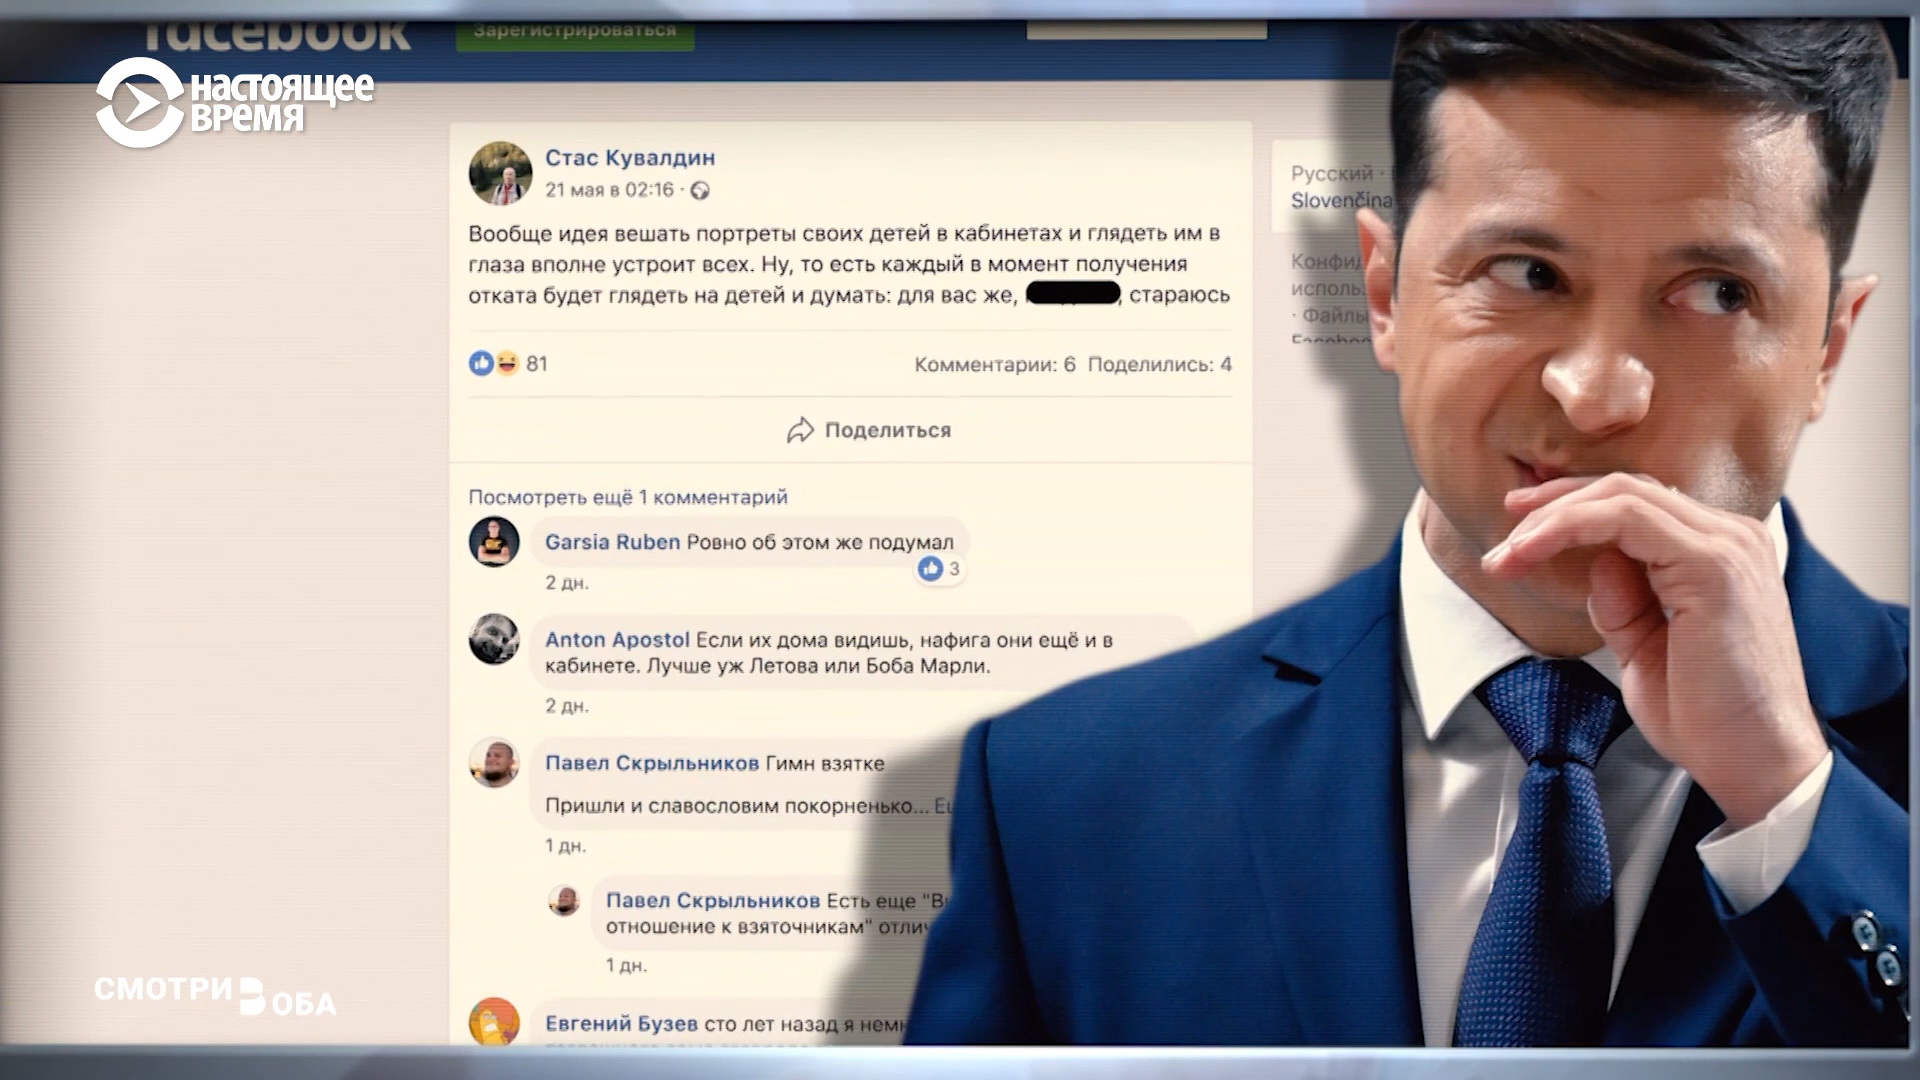 facebook
Зарегистрироваться
НАСТОЯЩЕЕ
ВРЕМЯ
Стас Кувалдин
21 мая в 02:16 ·
Вообще идея вешать портреты своих детей в кабинетах и глядеть им в
глаза вполне устроит всех. Ну, то есть каждый в момент получения
отката будет глядеть на детей и думать: для вас же, , стараюсь
81
Комментарии: 6 Поделились: 4
Поделиться
Посмотреть ещё 1 комментарий
Garsia Ruben Ровно об этом же подумал
3
2 дн.
Anton Apostol Если их дома видишь, нафига они ещё и в
кабинете. Лучше уж Летова или Боба Марли.
2 дн.
Павел Скрыльников Гимн взятке
Пришли и славословим покорненько...
1 дн.
Павел Скрыльников Есть еще
отношение к взяточникам"
1 дн.
Евгений Бузев сто лет назад я
Русский ·
Slovenčina
· Файлы
СМОТРИ В ОБА